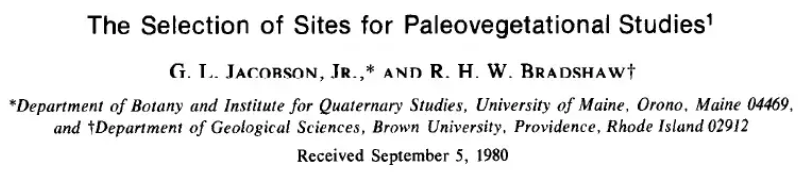 The Selection of Sites for Paleovegetational Studies¹
G. L. JACOBSON, JR.,* AND R. H. W. BRADSHAW†
*Department of Botany and Institute for Quaternary Studies, University of Maine, Orono, Maine 04469,
and †Department of Geological Sciences, Brown University, Providence, Rhode Island 02912
Received September 5, 1980